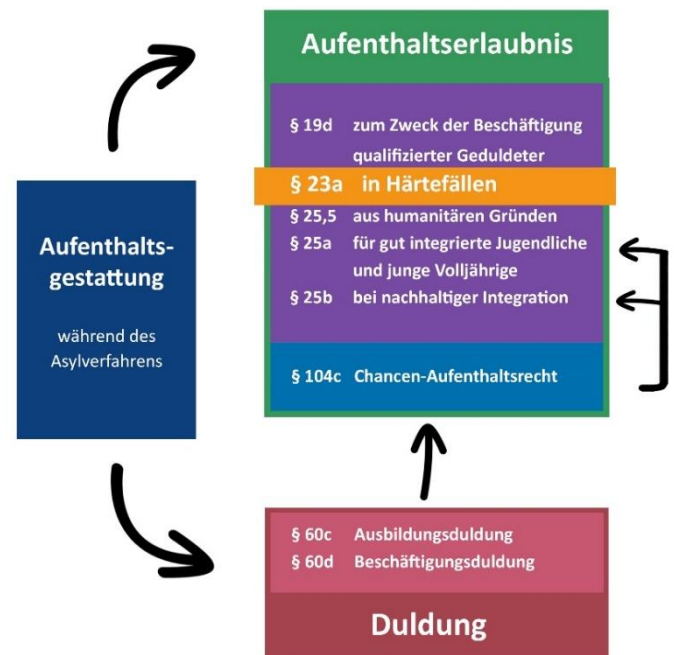 Aufenthaltserlaubnis
§ 19d zum Zweck der Beschäftigung
qualifizierter Geduldeter
§ 23a in Härtefällen
§ 25,5 aus humanitären Gründen
§ 25a für gut integrierte Jugendliche
und junge Volljährige
§ 25b bei nachhaltiger Integration
§ 104c Chancen-Aufenthaltsrecht
Aufenthalts-
gestattung
während des
Asylverfahrens
§ 60c Ausbildungsduldung
§ 60d Beschäftigungsduldung
Duldung